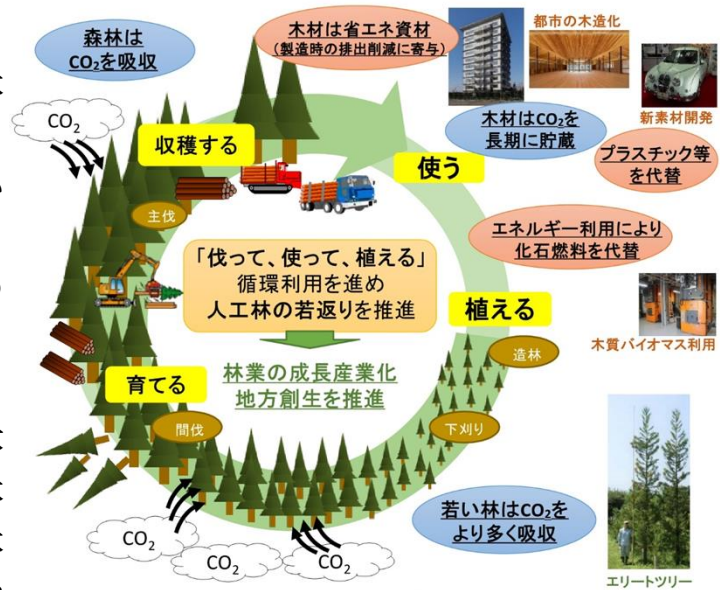 森林は
CO₂を吸収
木材は省エネ資材
（製造時の排出削減に寄与）
都市の木造化
新素材開発
CO₂
収穫する
木材はCO₂を
長期に貯蔵
プラスチック等
を代替
使う
主伐
エネルギー利用により
化石燃料を代替
「伐って、使って、植える」
循環利用を進め
人工林の若返りを推進
植える
木質バイオマス利用
造林
林業の成長産業化
地方創生を推進
育てる
間伐
下刈り
若い林はCO₂を
より多く吸収
CO₂
CO₂
CO₂
エリートツリー